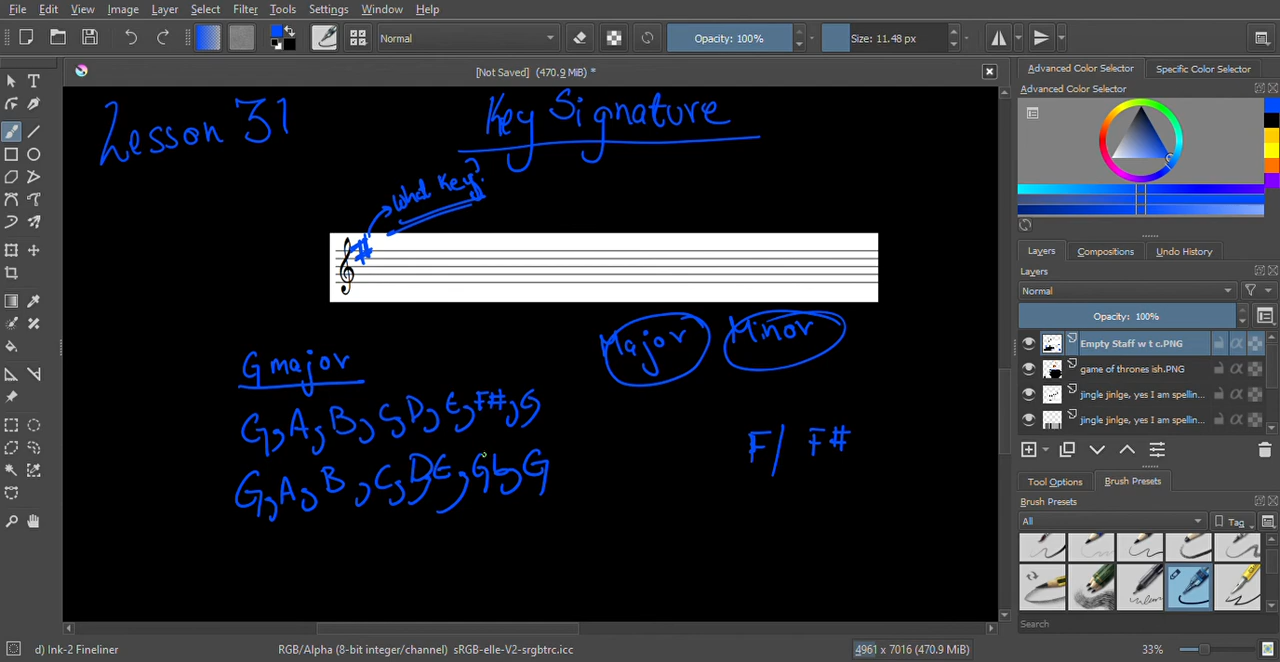 File Edit View Image Layer Select Filter Tools Settings Window Help
Normal Opacity: 100% Size: 11.48 px
[Not Saved] (470.9 MiB) *
Advanced Color Selector Specific Color Selector
Advanced Color Selector
Lesson 31
Key Signature
What Key?
#
Major Minor
G major
G, A, B, C, D, E, F#, G
G, A, B, C, D, E, Gb, G
F/ F#
Layers Compositions Undo History
Layers
Normal
Opacity: 100%
Empty Staff w t c.PNG
game of thrones ish.PNG
jingle jinlge, yes I am spellin...
jingle jinlge, yes I am spellin...
Tool Options Brush Presets
Brush Presets
All Tag
Search
d) Ink-2 Fineliner RGB/Alpha (8-bit integer/channel) sRGB-elle-V2-srgbtrc.icc 4961 x 7016 (470.9 MiB) 33%